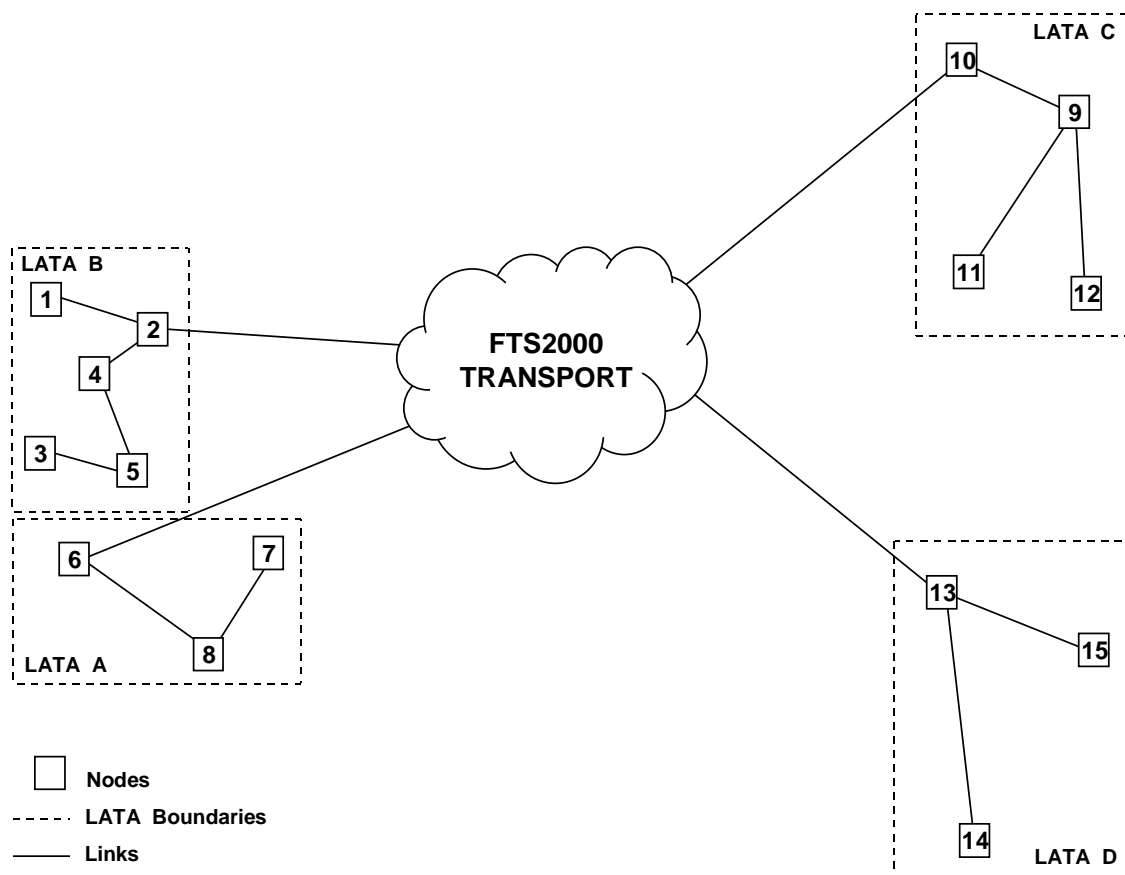 LATA C
10
9
11
12
LATA B
1
2
4
3
5
FTS2000
TRANSPORT
6
7
8
LATA A
13
15
14
LATA D
Nodes
LATA Boundaries
Links